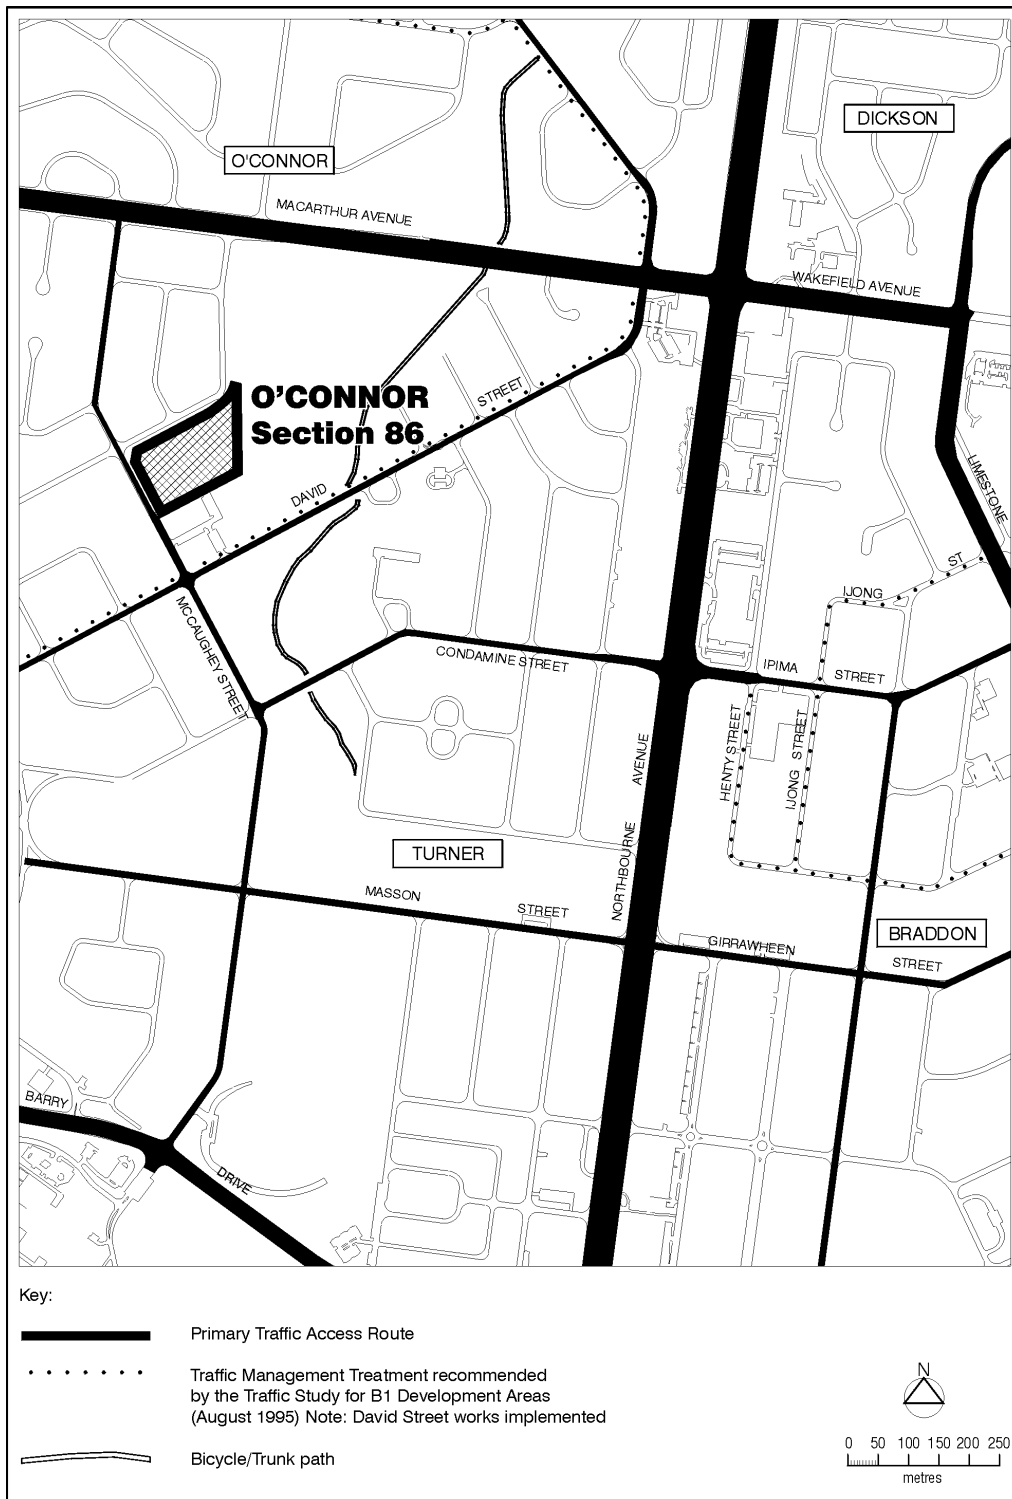 DICKSON
O'CONNOR
MACARTHUR AVENUE
WAKEFIELD AVENUE
O'CONNOR
Section 86
STREET
DAVID
LIMESTONE
ST
IJONG
MCCAUGHEY STREET
CONDAMINE STREET
IPIMA
STREET
HENTY STREET
IJONG STREET
AVENUE
NORTHBOURNE
TURNER
MASSON
STREET
BRADDON
GIRRAWHEEN
STREET
BARRY
DRIVE
Key:
Primary Traffic Access Route
Traffic Management Treatment recommended
by the Traffic Study for B1 Development Areas
(August 1995) Note: David Street works implemented
Bicycle/Trunk path
N
0 50 100 150 200 250
metres